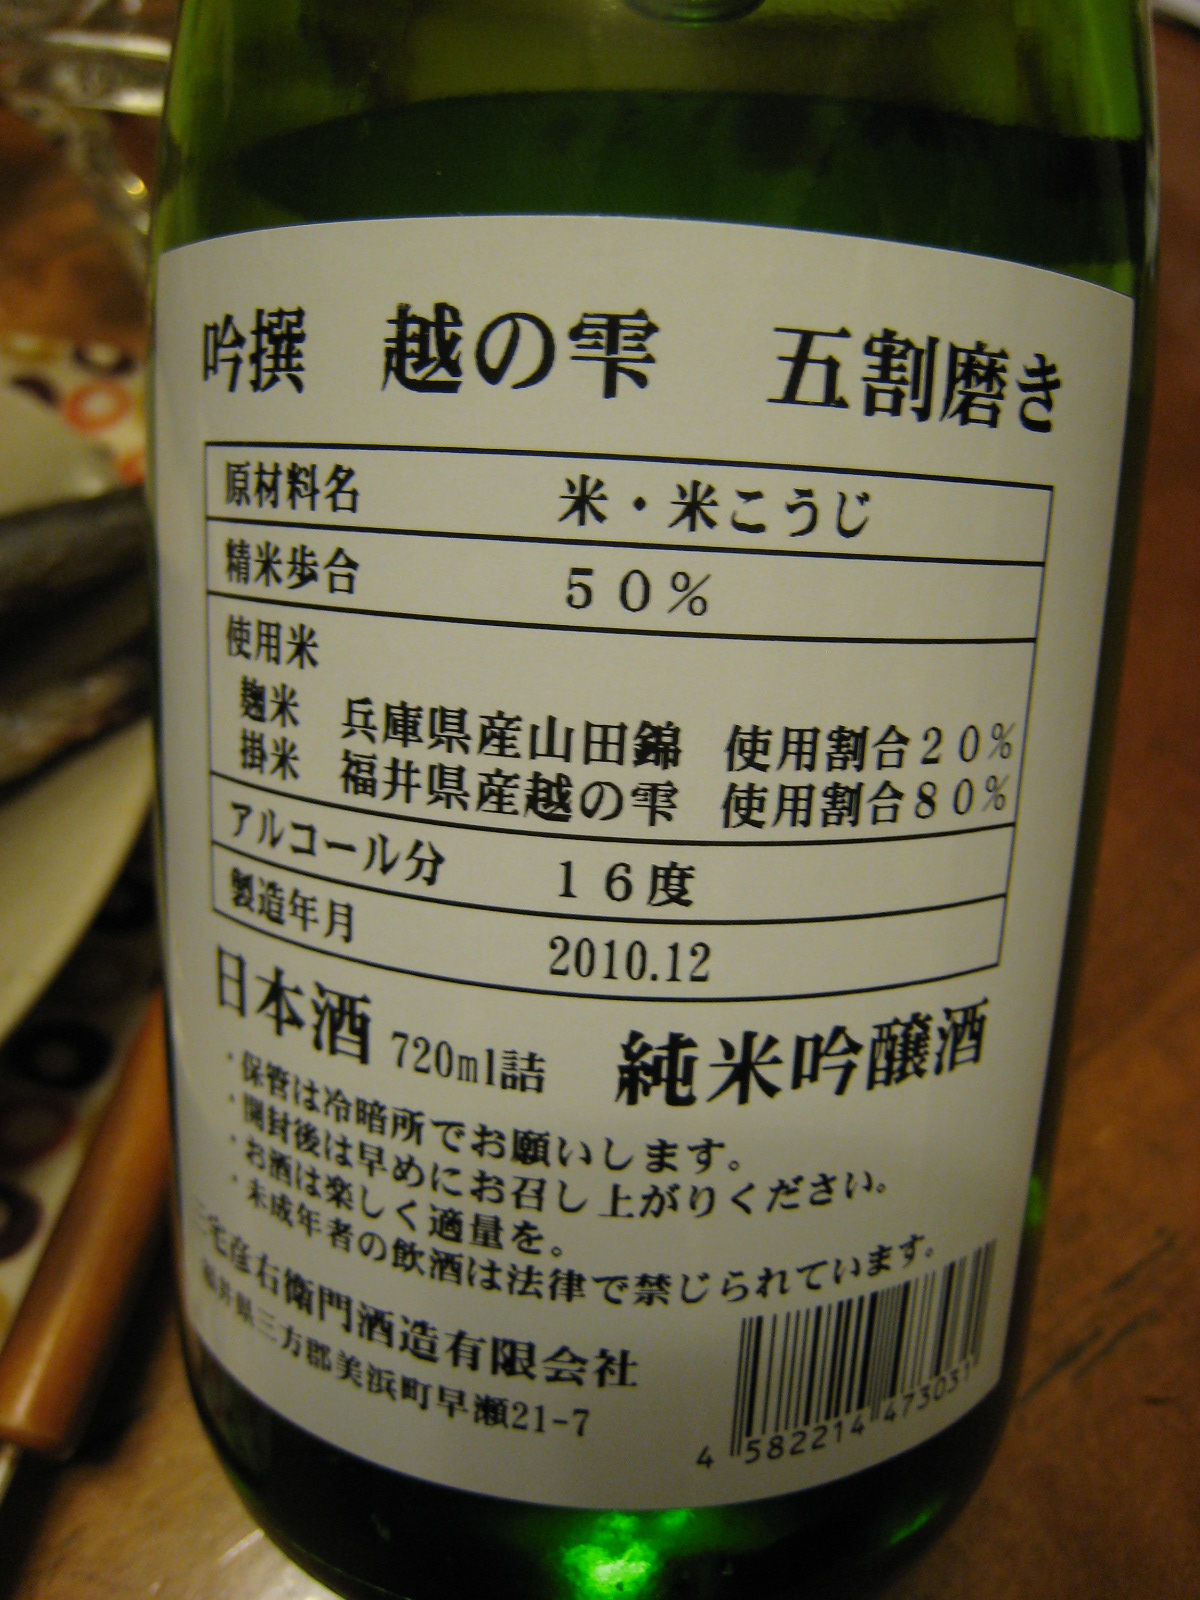 吟撰 越の雫 五割磨き
原材料名 米・米こうじ
精米歩合 50%
使用米
麹米 兵庫県産山田錦 使用割合20%
掛米 福井県産越の雫 使用割合80%
アルコール分 16度
製造年月 2010.12
日本酒 720ml詰 純米吟醸酒
・保管は冷暗所でお願いします。
・開封後は早めにお召し上がりください。
・お酒は楽しく適量を。
・未成年者の飲酒は法律で禁じられています。
三宅彦右衛門酒造有限会社
福井県三方郡美浜町早瀬21-7
4 582214 473031